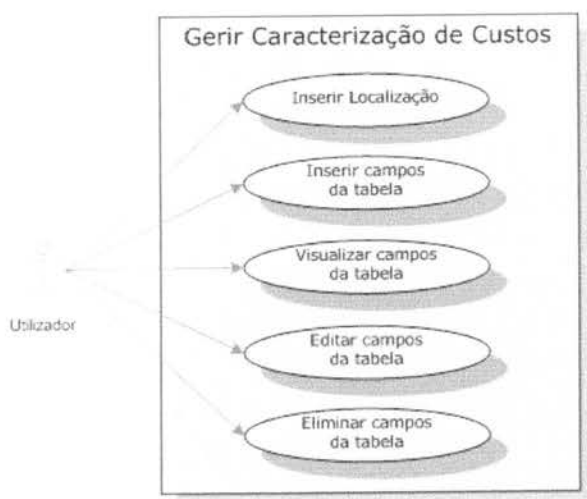 Gerir Caracterização de Custos
Inserir Localização
Inserir campos
da tabela
Visualizar campos
da tabela
Utilizador
Editar campos
da tabela
Eliminar campos
da tabela